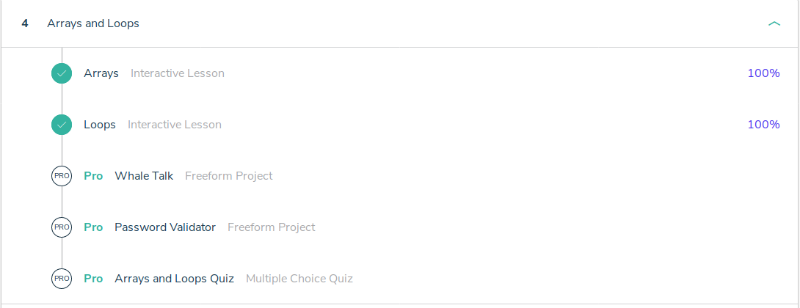 4 Arrays and Loops
Arrays Interactive Lesson 100%
Loops Interactive Lesson 100%
PRO Pro Whale Talk Freeform Project
PRO Pro Password Validator Freeform Project
PRO Pro Arrays and Loops Quiz Multiple Choice Quiz